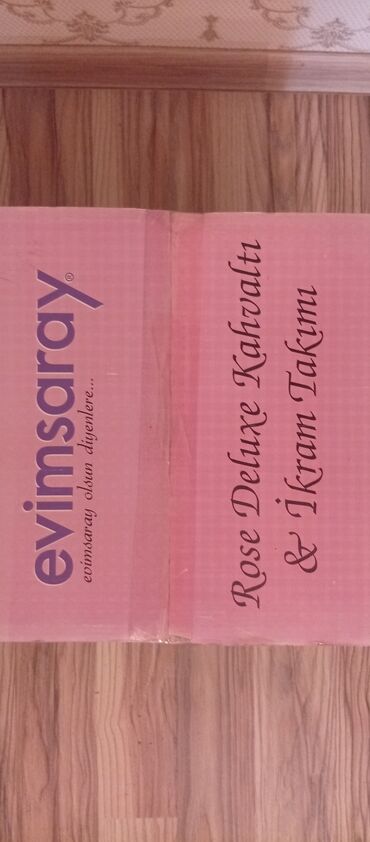 evimsaray®
evimsaray olsun diyenlere...
Rose Deluxe Kahvaltı
& İkram Takımı